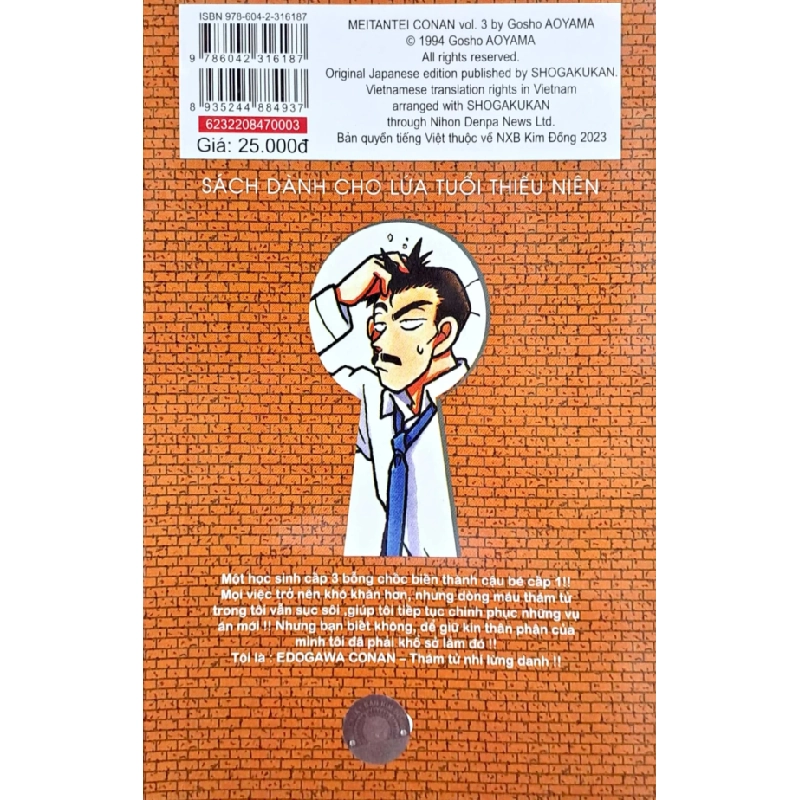 ISBN 978-604-2-316187
9 786042 316187
8 935244 884937
6232208470003
Giá: 25.000đ
MEITANTEI CONAN vol. 3 by Gosho AOYAMA
© 1994 Gosho AOYAMA
All rights reserved.
Original Japanese edition published by SHOGAKUKAN.
Vietnamese translation rights in Vietnam
arranged with SHOGAKUKAN
through Nihon Denpa News Ltd.
Bản quyền tiếng Việt thuộc về NXB Kim Đồng 2023
SÁCH DÀNH CHO LỨA TUỔI THIẾU NIÊN
Một học sinh cấp 3 bỗng chốc biến thành cậu bé cấp 1!!
Mọi việc trở nên khó khăn hơn, nhưng dòng máu thám tử
trong tôi vẫn sục sôi ,giúp tôi tiếp tục chinh phục những vụ
án mới !! Nhưng bạn biết không, để giữ kín thân phận của
mình tôi đã phải khổ sở lắm đó !!
Tôi là : EDOGAWA CONAN – Thám tử nhí lừng danh !!